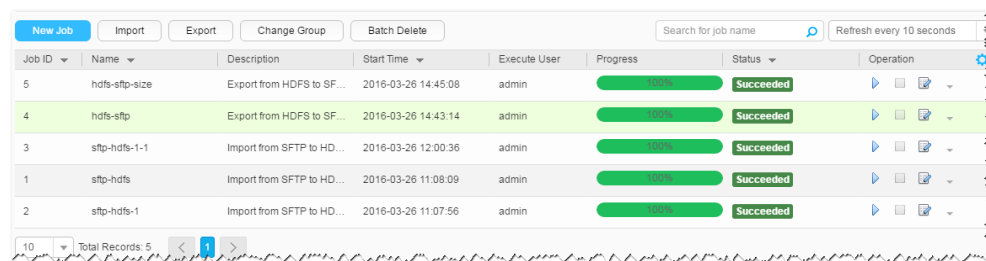 New Job Import Export Change Group Batch Delete Search for job name Refresh every 10 seconds
Job ID Name Description Start Time Execute User Progress Status Operation
5 hdfs-sftp-size Export from HDFS to SF... 2016-03-26 14:45:08 admin 100% Succeeded
4 hdfs-sftp Export from HDFS to SF... 2016-03-26 14:43:14 admin 100% Succeeded
3 sftp-hdfs-1-1 Import from SFTP to HD... 2016-03-26 12:00:36 admin 100% Succeeded
1 sftp-hdfs Import from SFTP to HD... 2016-03-26 11:08:09 admin 100% Succeeded
2 sftp-hdfs-1 Import from SFTP to HD... 2016-03-26 11:07:56 admin 100% Succeeded
10 Total Records: 5 < 1 >